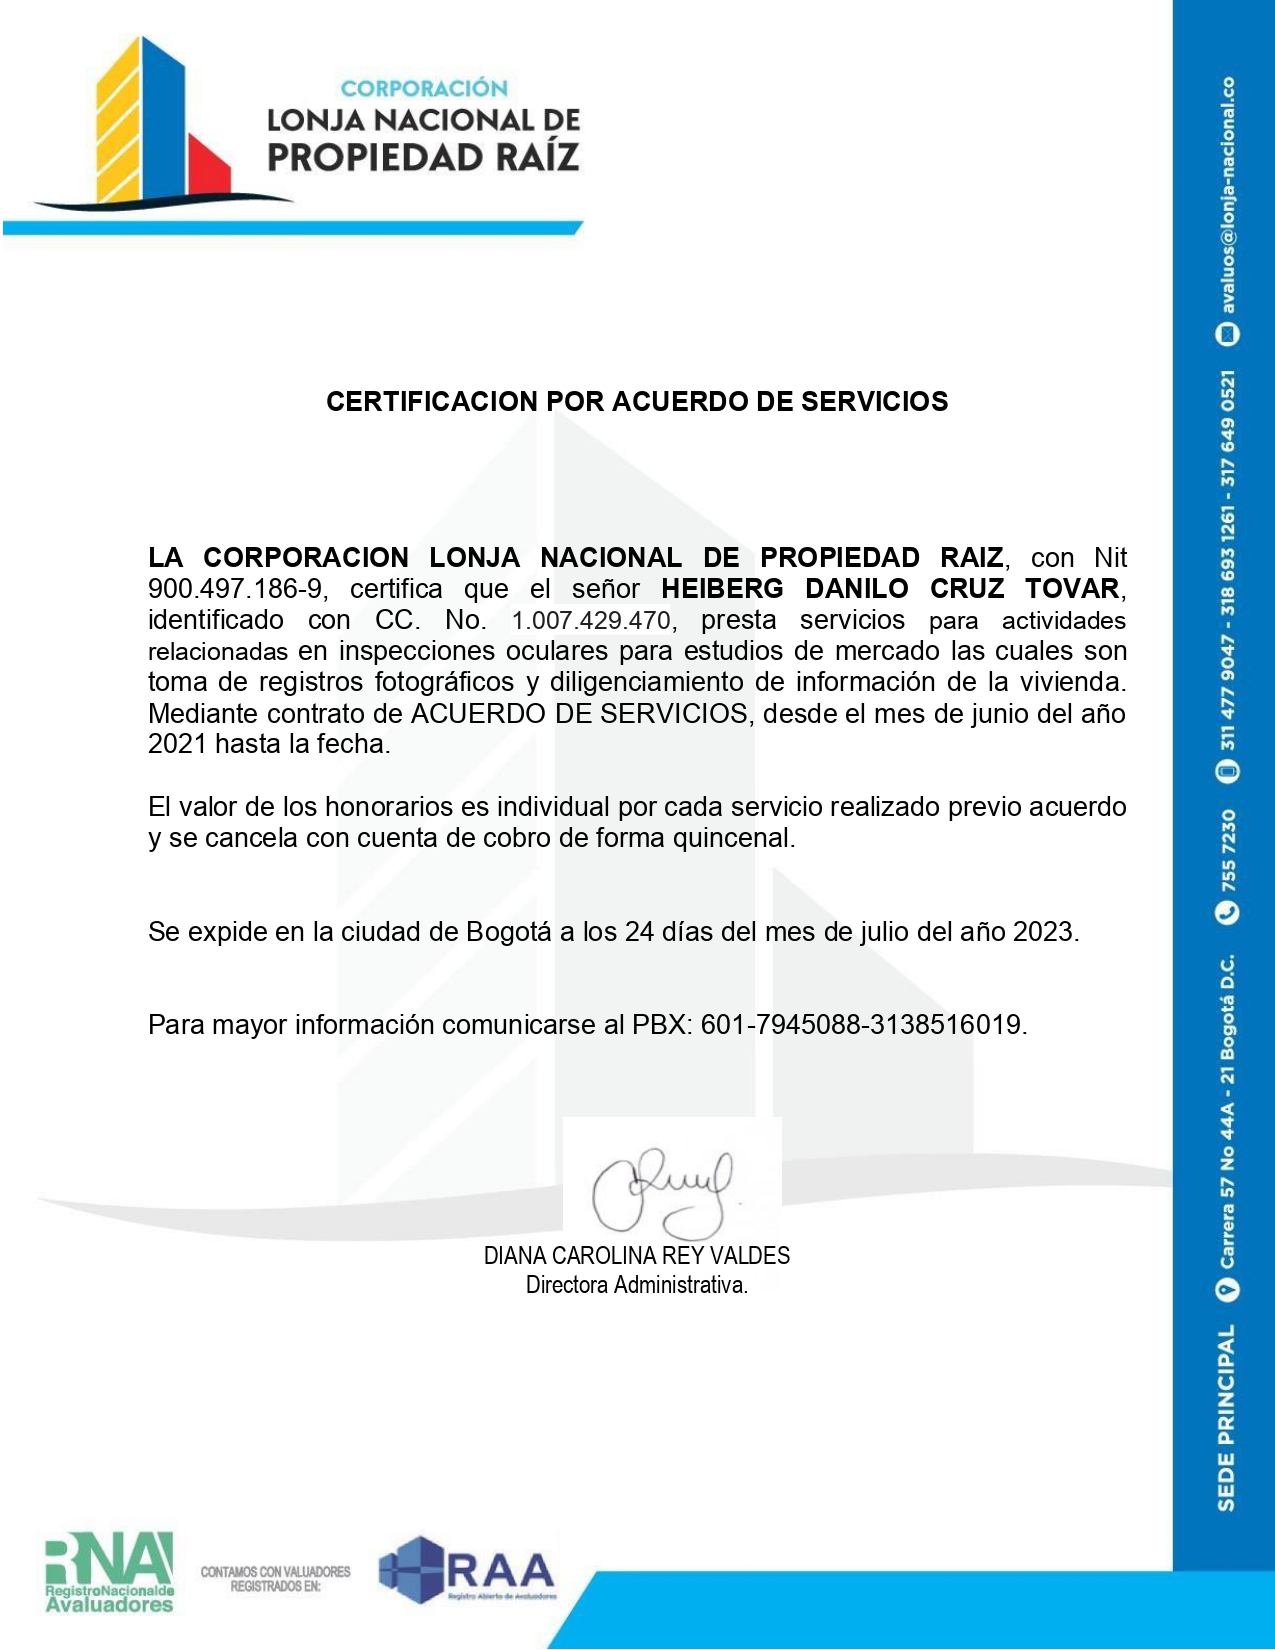 CORPORACIÓN
LONJA NACIONAL DE
PROPIEDAD RAÍZ
CERTIFICACION POR ACUERDO DE SERVICIOS
LA CORPORACION LONJA NACIONAL DE PROPIEDAD RAIZ, con Nit
900.497.186-9, certifica que el señor HEIBERG DANILO CRUZ TOVAR,
identificado con CC. No. 1.007.429.470, presta servicios para actividades
relacionadas en inspecciones oculares para estudios de mercado las cuales son
toma de registros fotográficos y diligenciamiento de información de la vivienda.
Mediante contrato de ACUERDO DE SERVICIOS, desde el mes de junio del año
2021 hasta la fecha.
El valor de los honorarios es individual por cada servicio realizado previo acuerdo
y se cancela con cuenta de cobro de forma quincenal.
Se expide en la ciudad de Bogotá a los 24 días del mes de julio del año 2023.
Para mayor información comunicarse al PBX: 601-7945088-3138516019.
DIANA CAROLINA REY VALDES
Directora Administrativa.
SEDE PRINCIPAL Carrera 57 No 44A - 21 Bogotá D.C. 755 7230 311 477 9047 - 318 693 1261 - 317 649 0521 avaluos@lonja-nacional.co
RNA
RegistroNacionalde
Avaluadores
CONTAMOS CON VALUADORES
REGISTRADOS EN:
RAA
Registro Abierto de Avaluadores